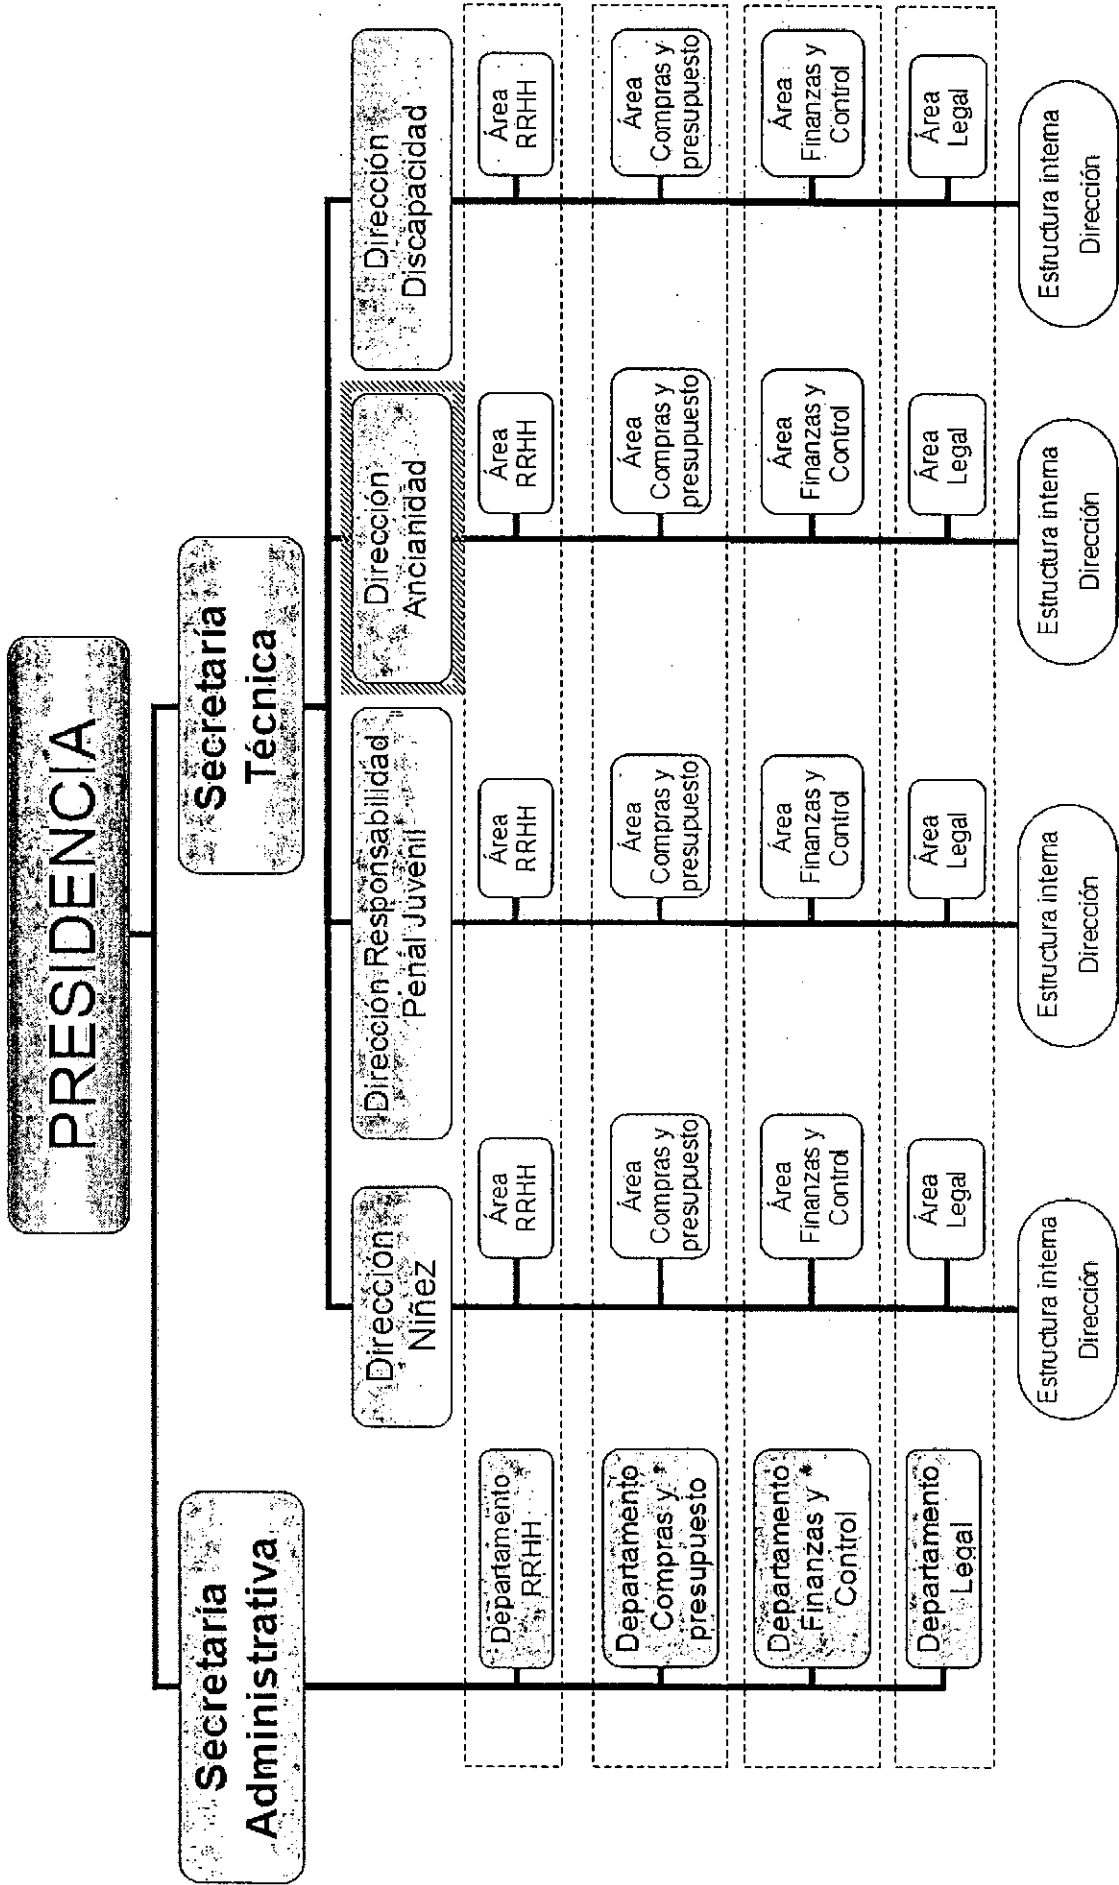 PRESIDENCIA
Secretaría
Administrativa
Secretaría
Técnica
Dirección
Niñez
Dirección Responsabilidad
Penal Juvenil
Dirección
Ancianidad
Dirección
Discapacidad
Departamento
RRHH
Área
RRHH
Área
RRHH
Área
RRHH
Área
RRHH
Departamento
Compras y
presupuesto
Área
Compras y
presupuesto
Área
Compras y
presupuesto
Área
Compras y
presupuesto
Área
Compras y
presupuesto
Departamento
Finanzas y
Control
Área
Finanzas y
Control
Área
Finanzas y
Control
Área
Finanzas y
Control
Área
Finanzas y
Control
Departamento
Legal
Área
Legal
Área
Legal
Área
Legal
Área
Legal
Estructura interna
Dirección
Estructura interna
Dirección
Estructura interna
Dirección
Estructura interna
Dirección